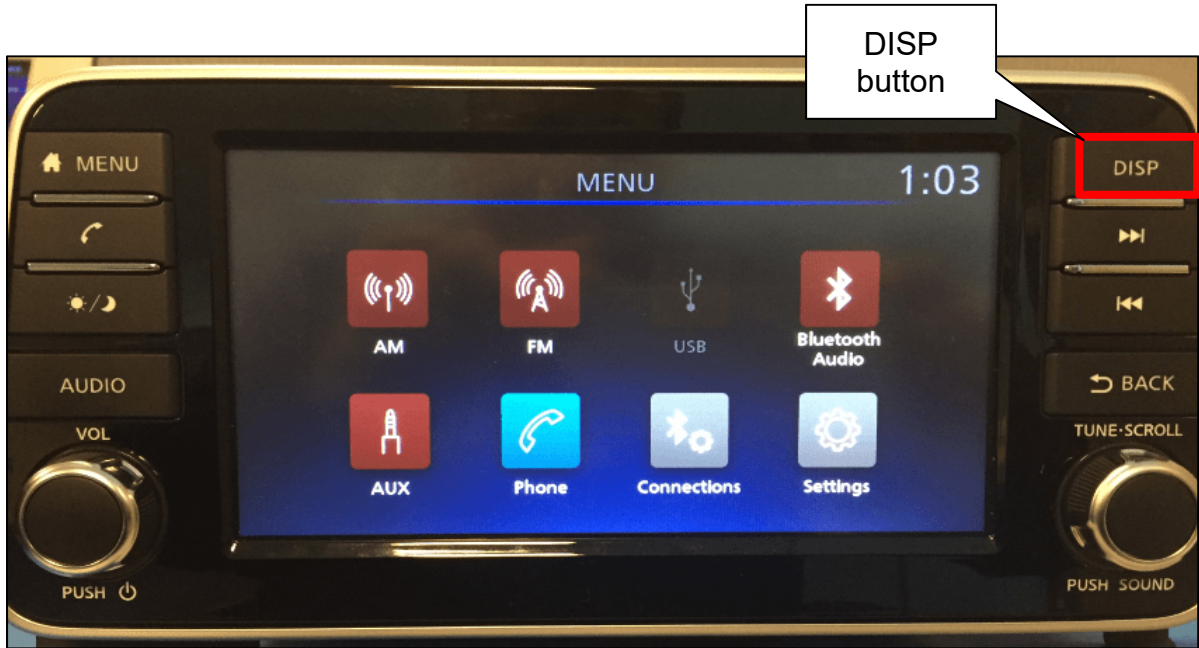 DISP
button
MENU
MENU
1:03
DISP
AM
FM
USB
Bluetooth
Audio
AUDIO
BACK
VOL
TUNE·SCROLL
AUX
Phone
Connections
Settings
PUSH
PUSH SOUND